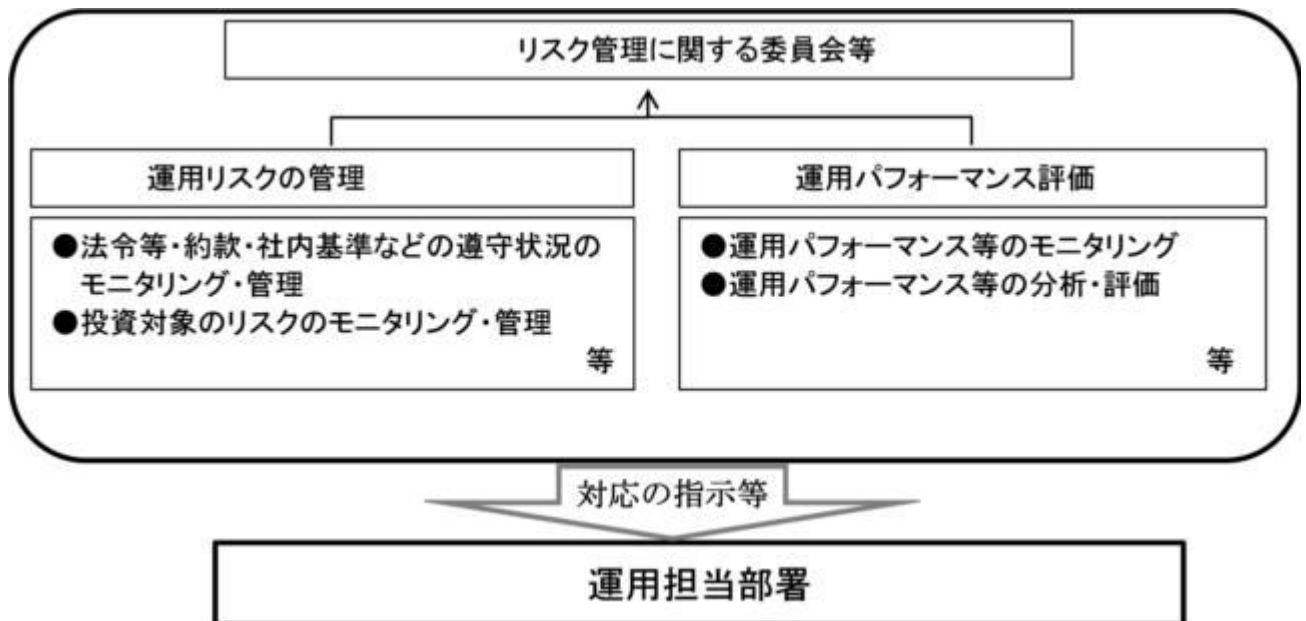 リスク管理に関する委員会等
運用リスクの管理
●法令等・約款・社内基準などの遵守状況の
モニタリング・管理
●投資対象のリスクのモニタリング・管理
等
運用パフォーマンス評価
●運用パフォーマンス等のモニタリング
●運用パフォーマンス等の分析・評価
等
対応の指示等
運用担当部署